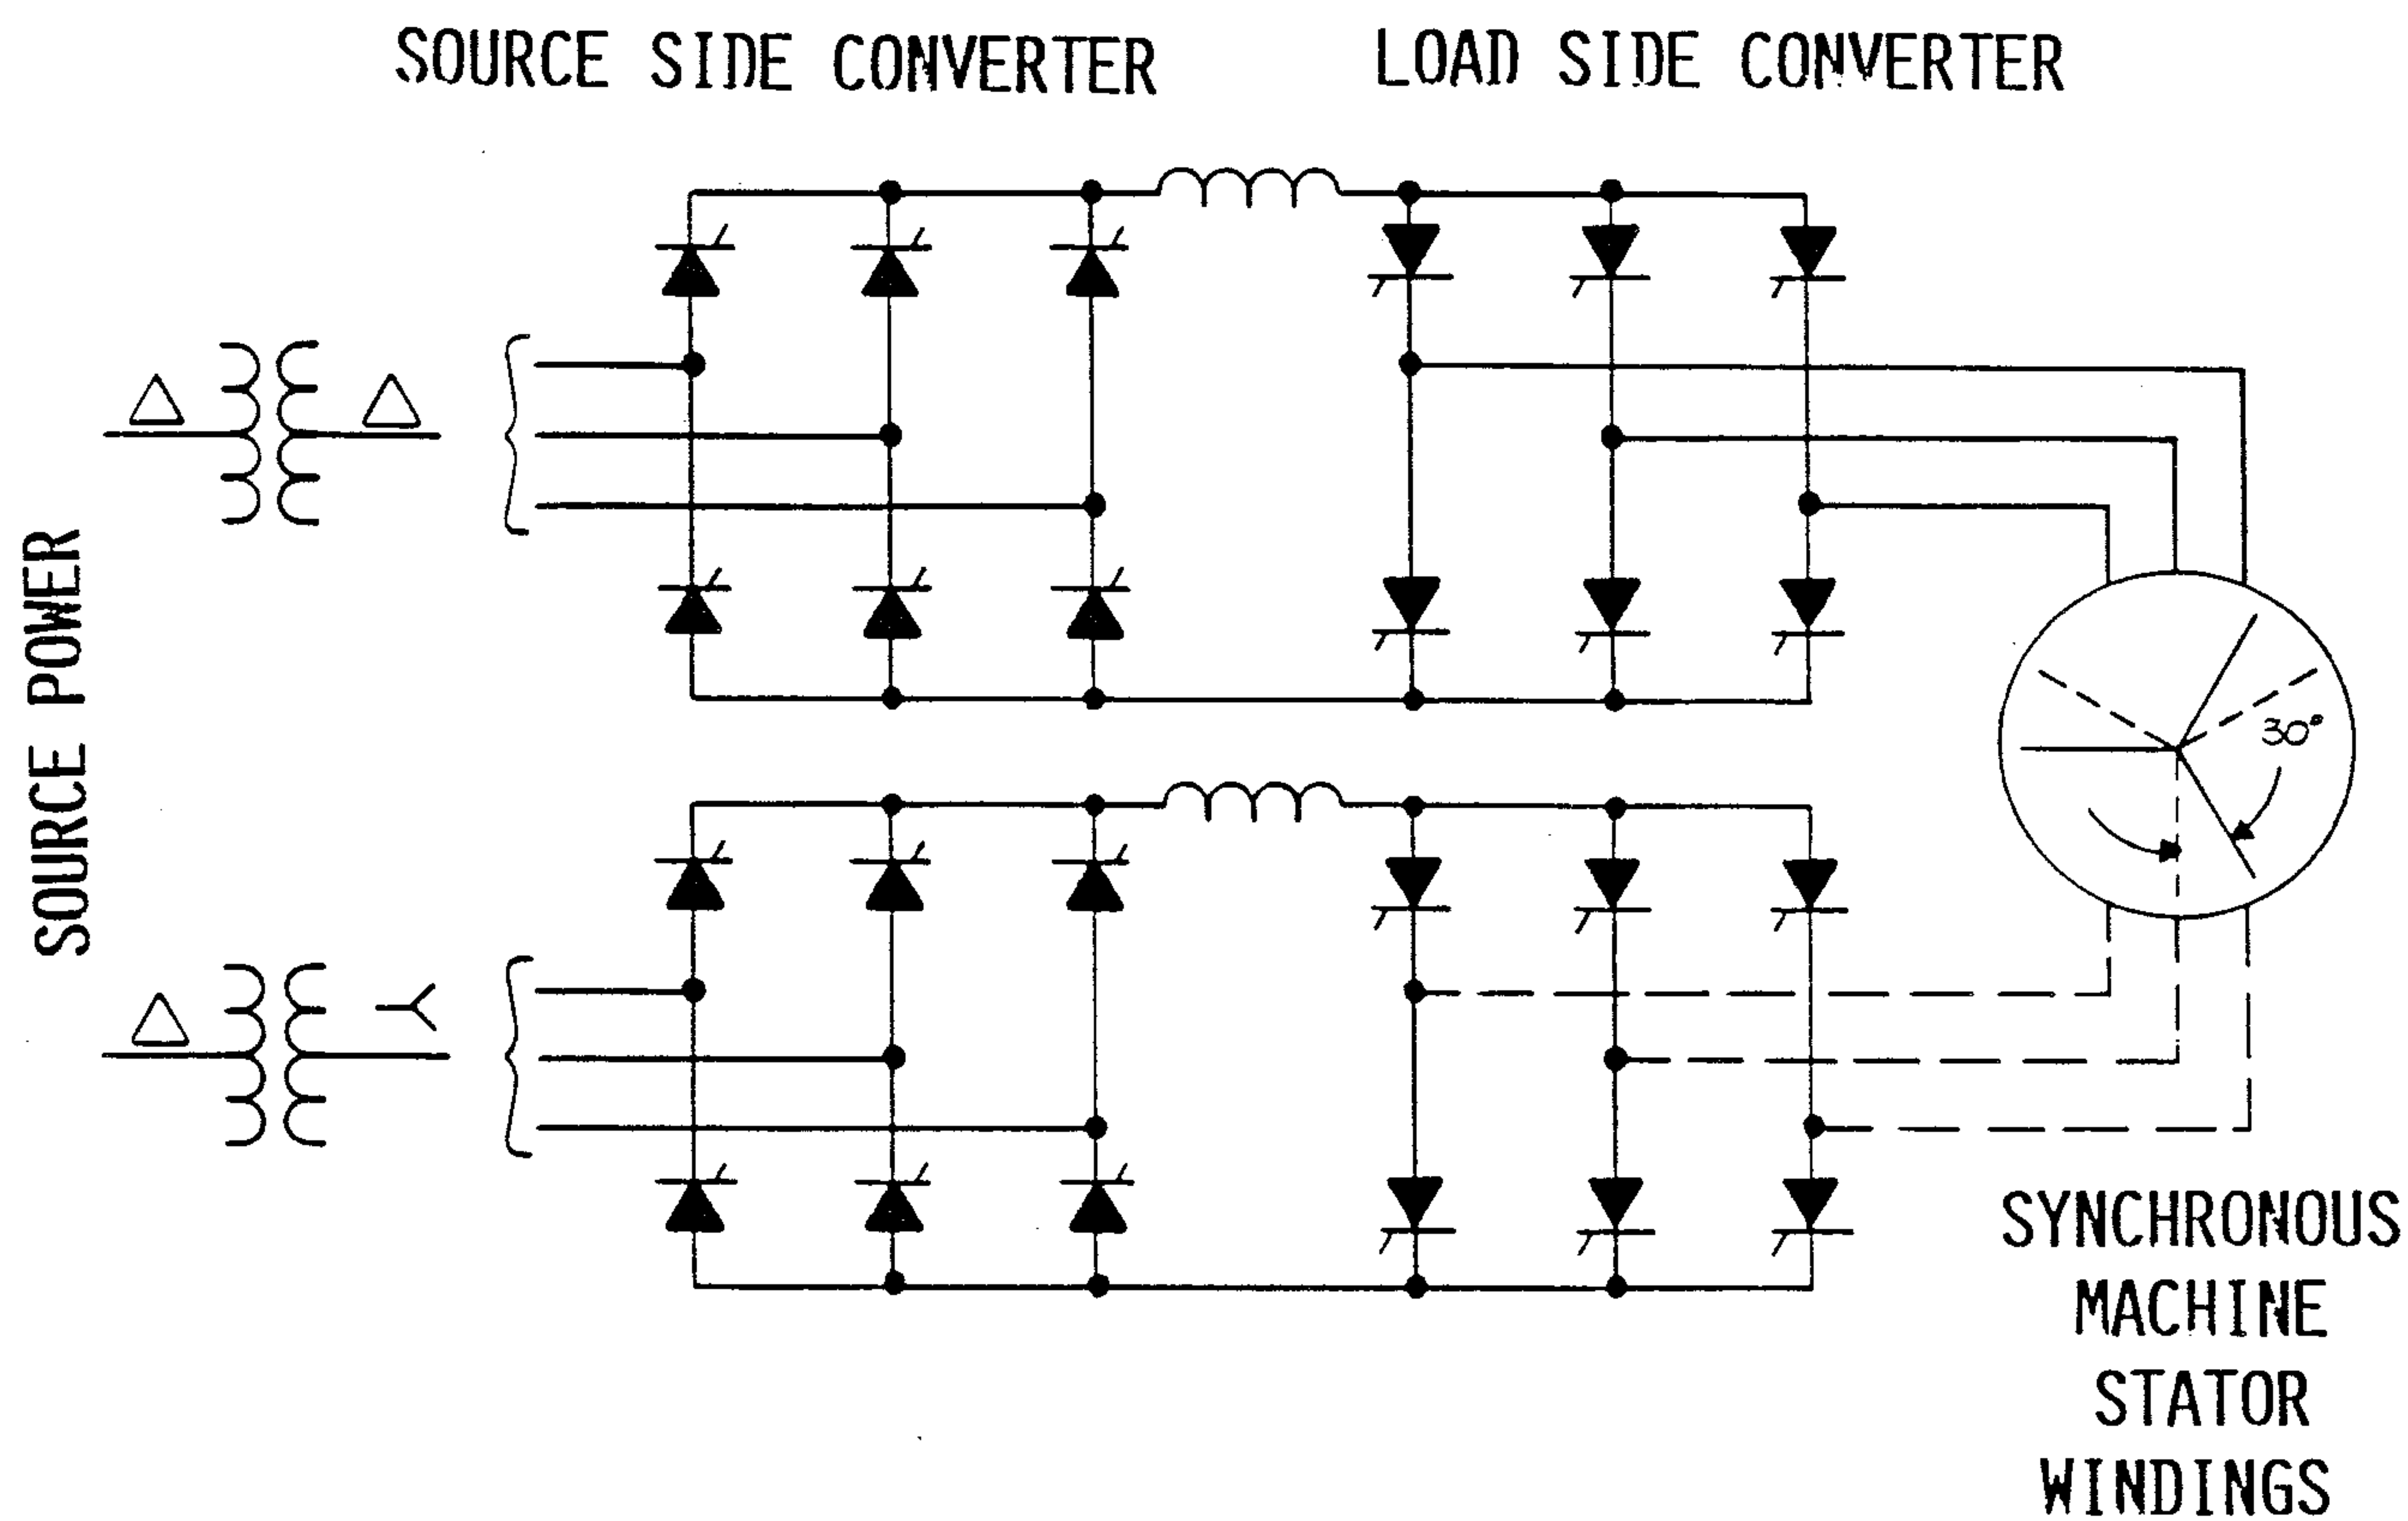 SOURCE SIDE CONVERTER
LOAD SIDE CONVERTER
SOURCE POWER
30°
SYNCHRONOUS
MACHINE
STATOR
WINDINGS